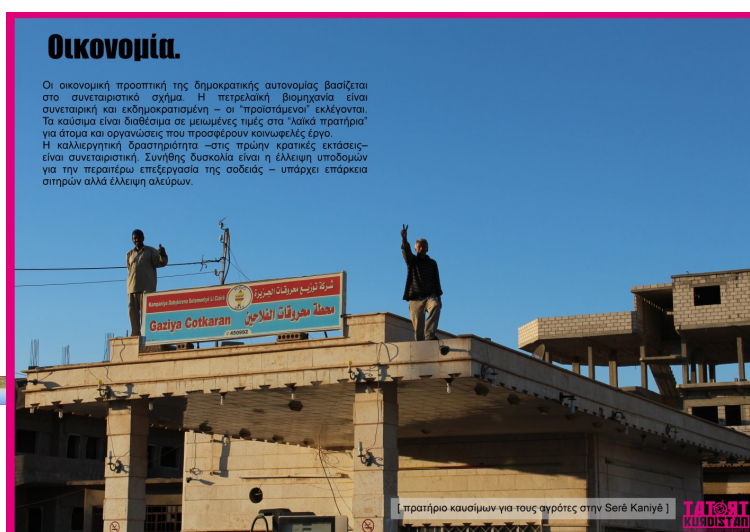 Οικονομία.
Οι οικονομική προοπτική της δημοκρατικής αυτονομίας βασίζεται
στο συνεταιριστικό σχήμα. Η πετρελαϊκή βιομηχανία είναι
συνεταιρική και εκδημοκρατισμένη – οι “προϊστάμενοι” εκλέγονται.
Τα καύσιμα είναι διαθέσιμα σε μειωμένες τιμές στα “λαϊκά πρατήρια”
για άτομα και οργανώσεις που προσφέρουν κοινωφελές έργο.
Η καλλιεργητική δραστηριότητα –στις πρώην κρατικές εκτάσεις–
είναι συνεταιριστική. Συνήθης δυσκολία είναι η έλλειψη υποδομών
για την περαιτέρω επεξεργασία της σοδειάς – υπάρχει επάρκεια
σιτηρών αλλά έλλειψη αλεύρων.
شركة توزيع محروقات الجزيرة
محطة محروقات الفلاحين
Gaziya Cotkaran
[ πρατήριο καυσίμων για τους αγρότες στην Serê Kaniyê ]
TATORT
KURDISTAN